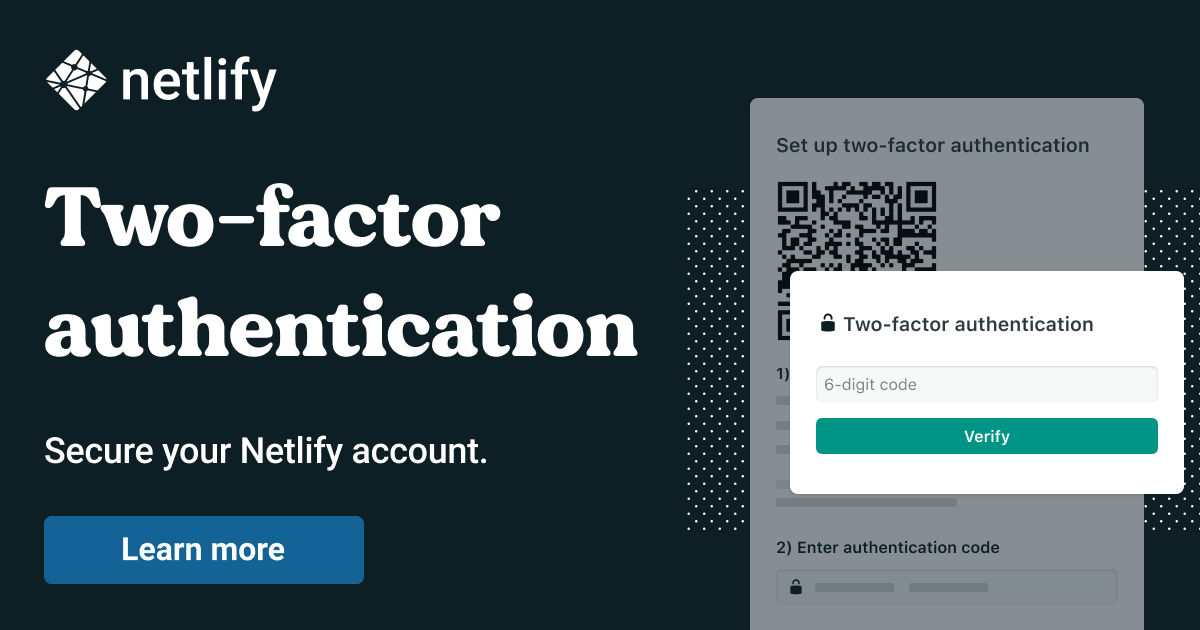 netlify
Two-factor
authentication
Secure your Netlify account.
Learn more
Set up two-factor authentication
Two-factor authentication
1)
6-digit code
Verify
2) Enter authentication code